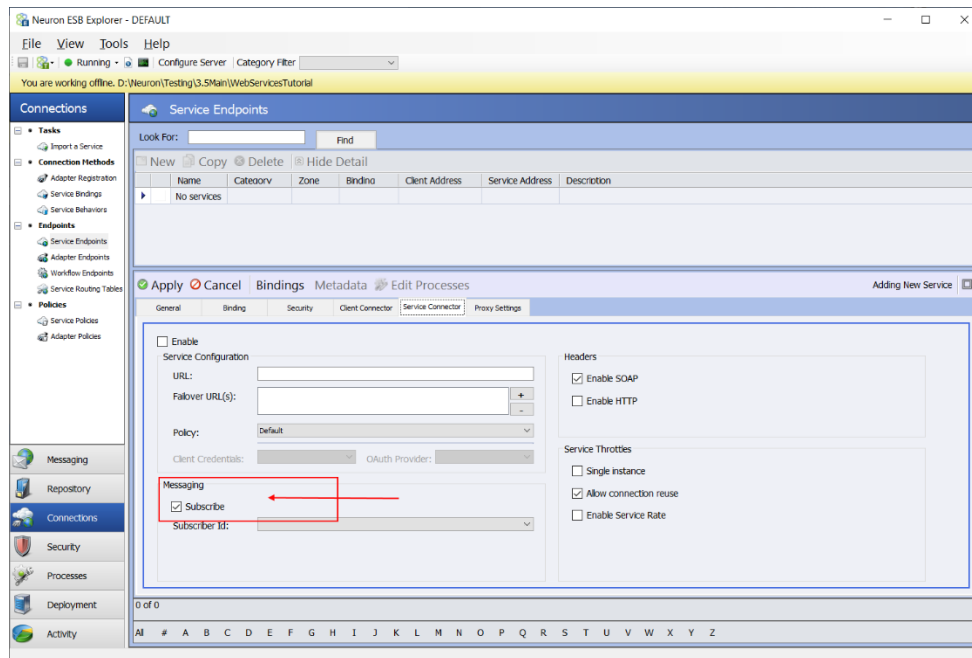 Neuron ESB Explorer - DEFAULT
File View Tools Help
Running Configure Server Category Filter
You are working offline. D:\Neuron\Testing\3.5Main\WebServicesTutorial
Connections
Tasks
Import a Service
Connection Methods
Adapter Registration
Service Bindings
Service Behaviors
Endpoints
Service Endpoints
Adapter Endpoints
Workflow Endpoints
Service Routing Tables
Policies
Service Policies
Adapter Policies
Messaging
Repository
Connections
Security
Processes
Deployment
Activity
Service Endpoints
Look For: Find
New Copy Delete Hide Detail
Name Category Zone Binding Client Address Service Address Description
No services
Apply Cancel Bindings Metadata Edit Processes Adding New Service
General Binding Security Client Connector Service Connector Proxy Settings
Enable
Service Configuration
URL:
Failover URL(s):
+
-
Policy: Default
Client Credentials: OAuth Provider:
Messaging
Subscribe
Subscriber Id:
Headers
Enable SOAP
Enable HTTP
Service Throttles
Single instance
Allow connection reuse
Enable Service Rate
0 of 0
All # A B C D E F G H I J K L M N O P Q R S T U V W X Y Z